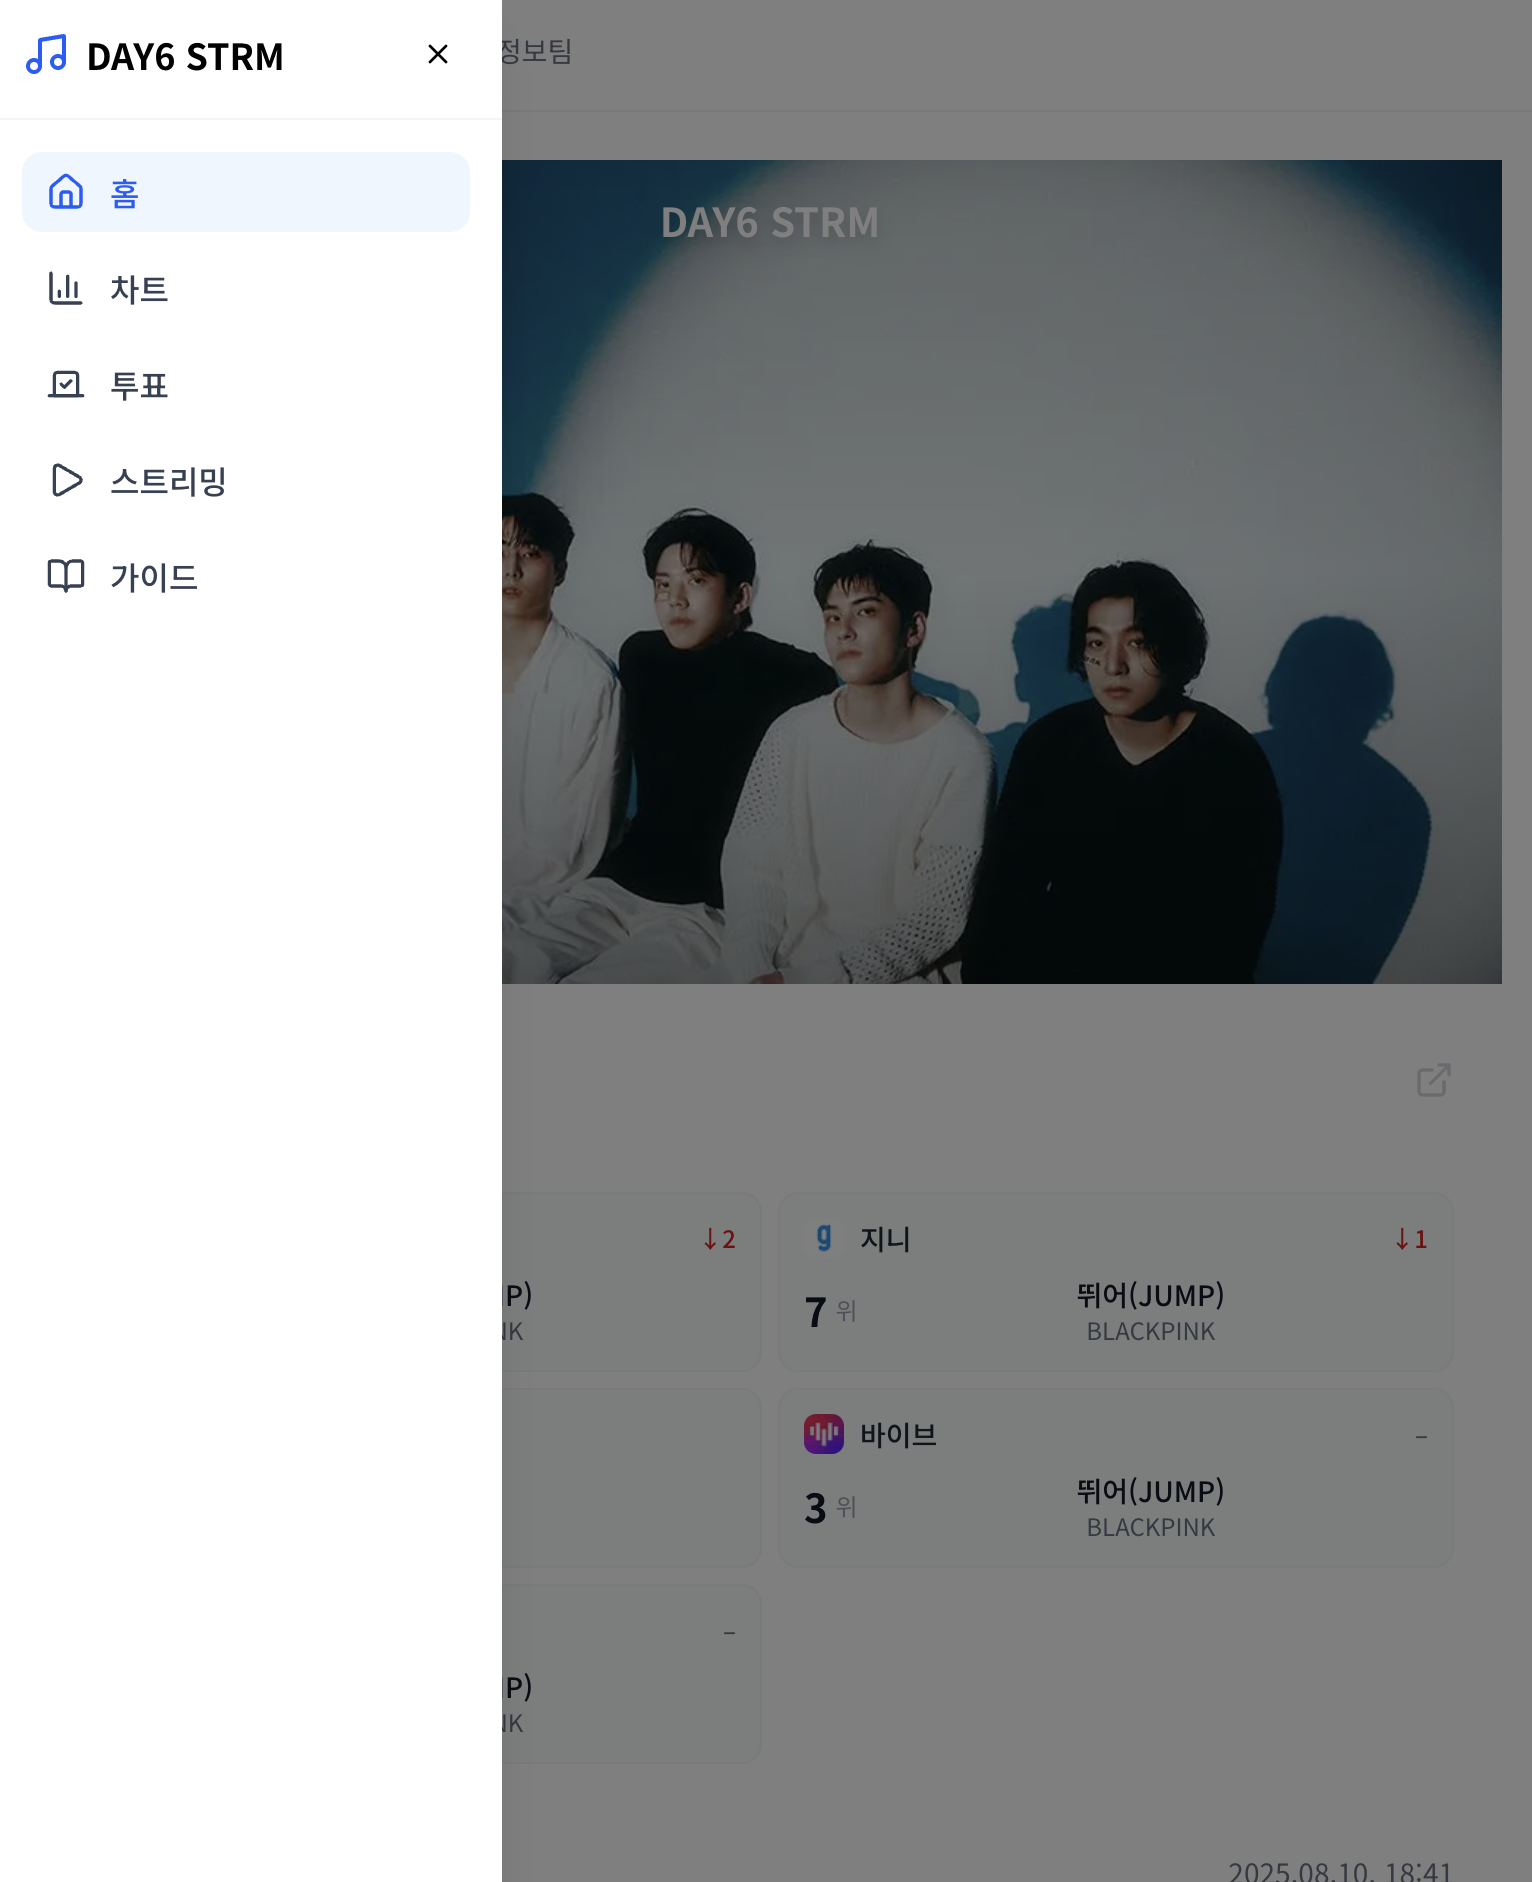 DAY6 STRM
홈
차트
투표
스트리밍
가이드
정보팀
DAY6 STRM
↓2
P)
NK
지니
↓1
7 위
뛰어(JUMP)
BLACKPINK
바이브
–
3 위
뛰어(JUMP)
BLACKPINK
–
P)
NK
2025.08.10. 18:41